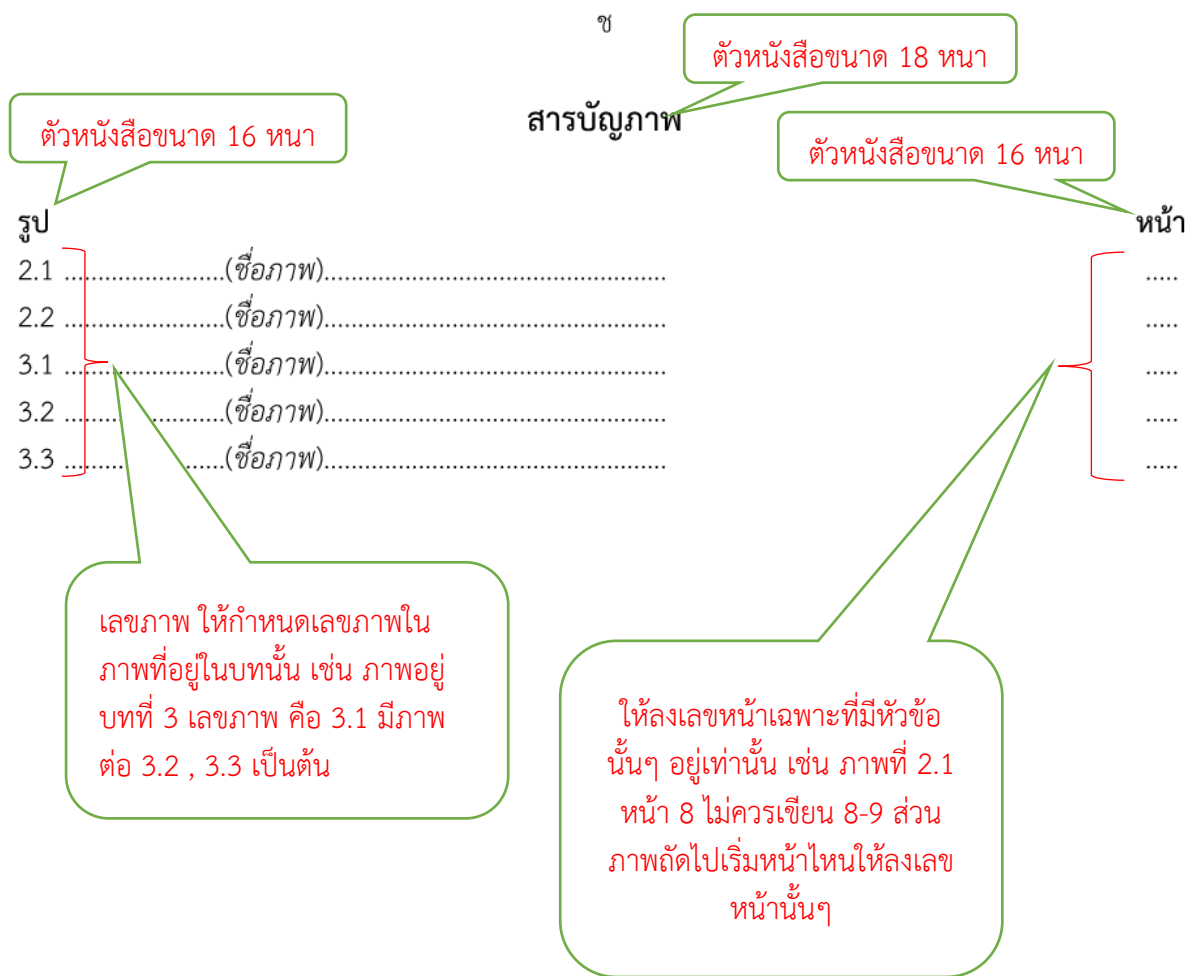 ช
ตัวหนังสือขนาด 18 หนา
สารบัญภาพ
ตัวหนังสือขนาด 16 หนา
ตัวหนังสือขนาด 16 หนา
รูป หน้า
2.1 .......................(ชื่อภาพ)................................................. .....
2.2 .......................(ชื่อภาพ)................................................. .....
3.1 .......................(ชื่อภาพ)................................................. .....
3.2 .......................(ชื่อภาพ)................................................. .....
3.3 .......................(ชื่อภาพ)................................................. .....
เลขภาพ ให้กำหนดเลขภาพใน
ภาพที่อยู่ในบทนั้น เช่น ภาพอยู่
บทที่ 3 เลขภาพ คือ 3.1 มีภาพ
ต่อ 3.2 , 3.3 เป็นต้น
ให้ลงเลขหน้าเฉพาะที่มีหัวข้อ
นั้นๆ อยู่เท่านั้น เช่น ภาพที่ 2.1
หน้า 8 ไม่ควรเขียน 8-9 ส่วน
ภาพถัดไปเริ่มหน้าไหนให้ลงเลข
หน้านั้นๆ